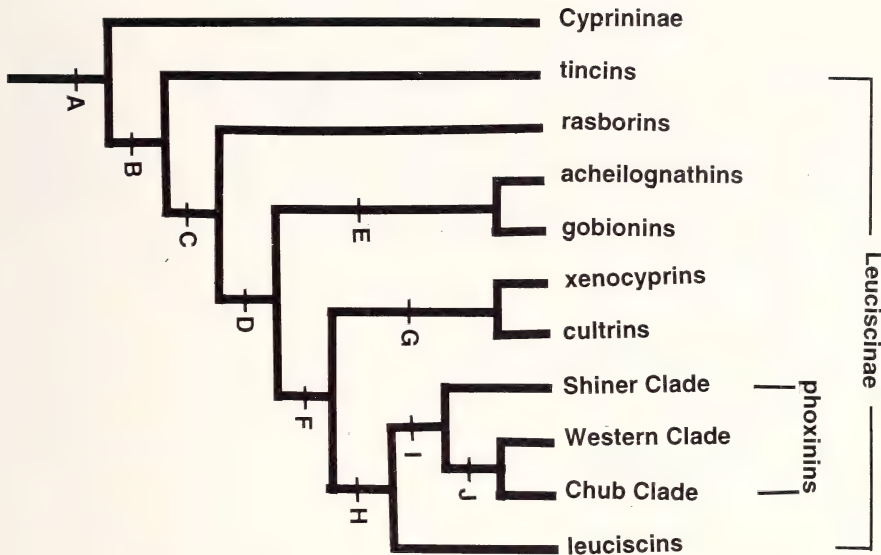 Cyprininae
tincins
A
rasborins
B
acheilognathins
C
E
gobionins
Leuciscinae
xenocyprins
D
G
cultrins
Shiner Clade
phoxinins
F
I
Western Clade
J
Chub Clade
H
leuciscins